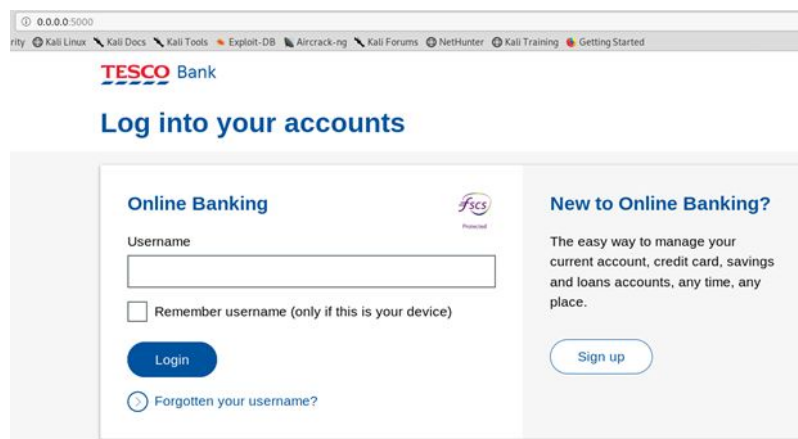 0.0.0.0:5000
rity Kali Linux Kali Docs Kali Tools Exploit-DB Aircrack-ng Kali Forums NetHunter Kali Training Getting Started
TESCO Bank
Log into your accounts
Online Banking
fscs
Protected
Username
Remember username (only if this is your device)
Login
Forgotten your username?
New to Online Banking?
The easy way to manage your
current account, credit card, savings
and loans accounts, any time, any
place.
Sign up